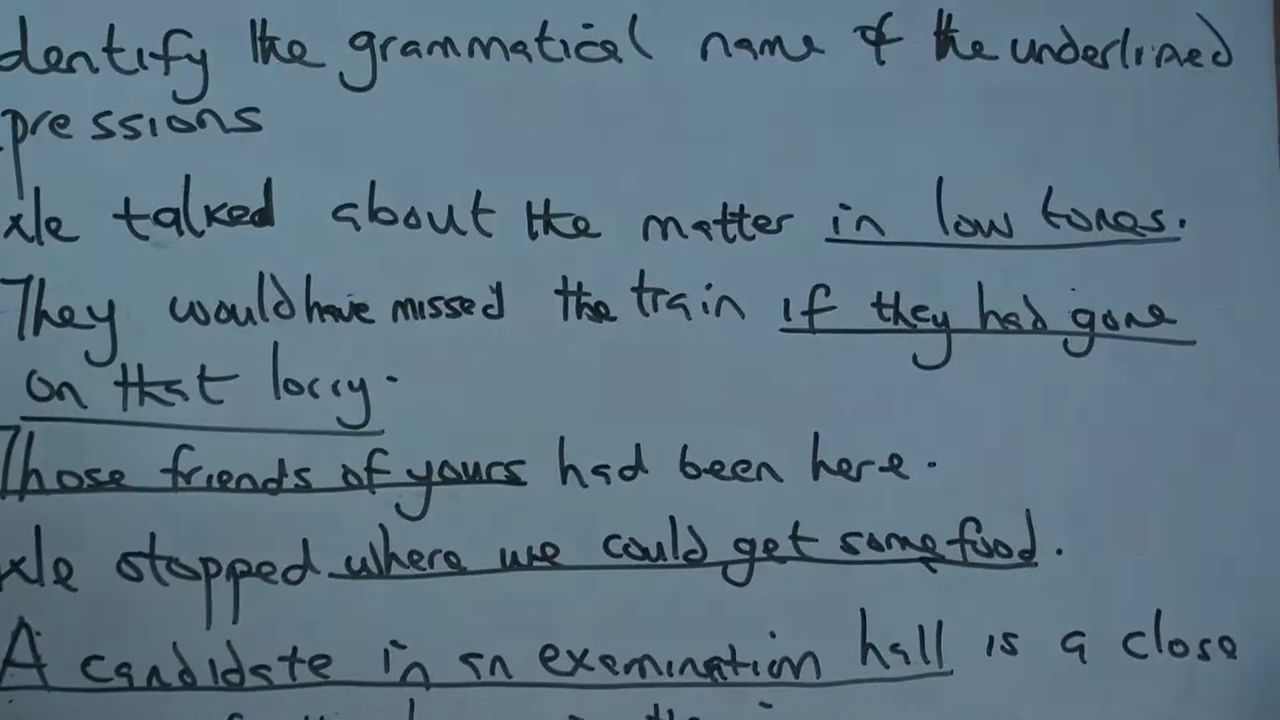 dentify the grammatical name of the underlined
pressions
We talked about the matter in low tones.
They would have missed the train if they had gone
on that lorry.
Those friends of yours had been here.
We stopped where we could get some food.
A candidate in an examination hall is a close